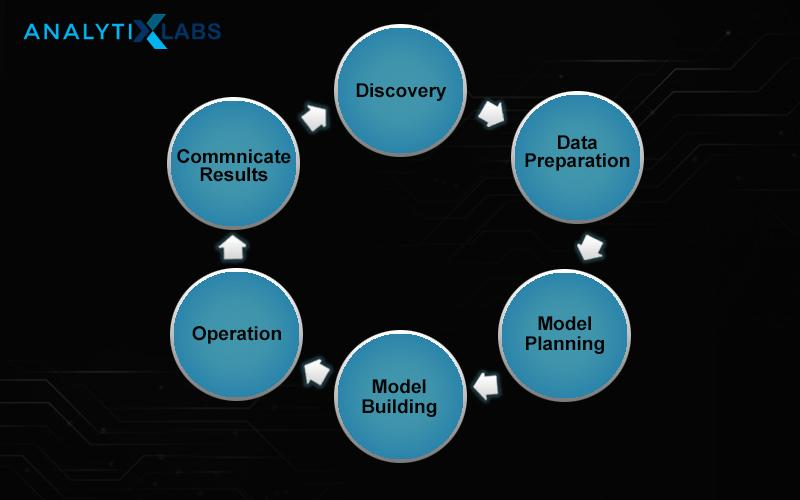 ANALYTIXLABS
Discovery
Data
Preparation
Model
Planning
Model
Building
Operation
Commnicate
Results